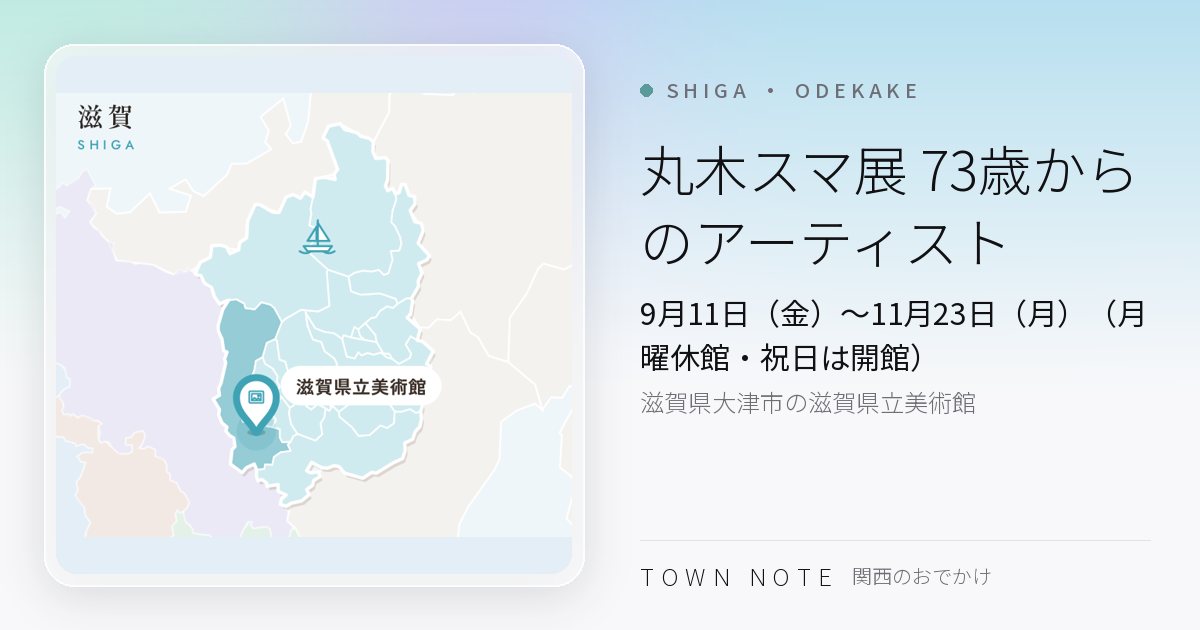 滋賀
SHIGA
滋賀県立美術館
SHIGA • ODEKAKE
丸木スマ展 73歳から
のアーティスト
9月11日（金）〜11月23日（月）（月
曜休館・祝日は開館）
滋賀県大津市の滋賀県立美術館
TOWN NOTE 関西のおでかけ